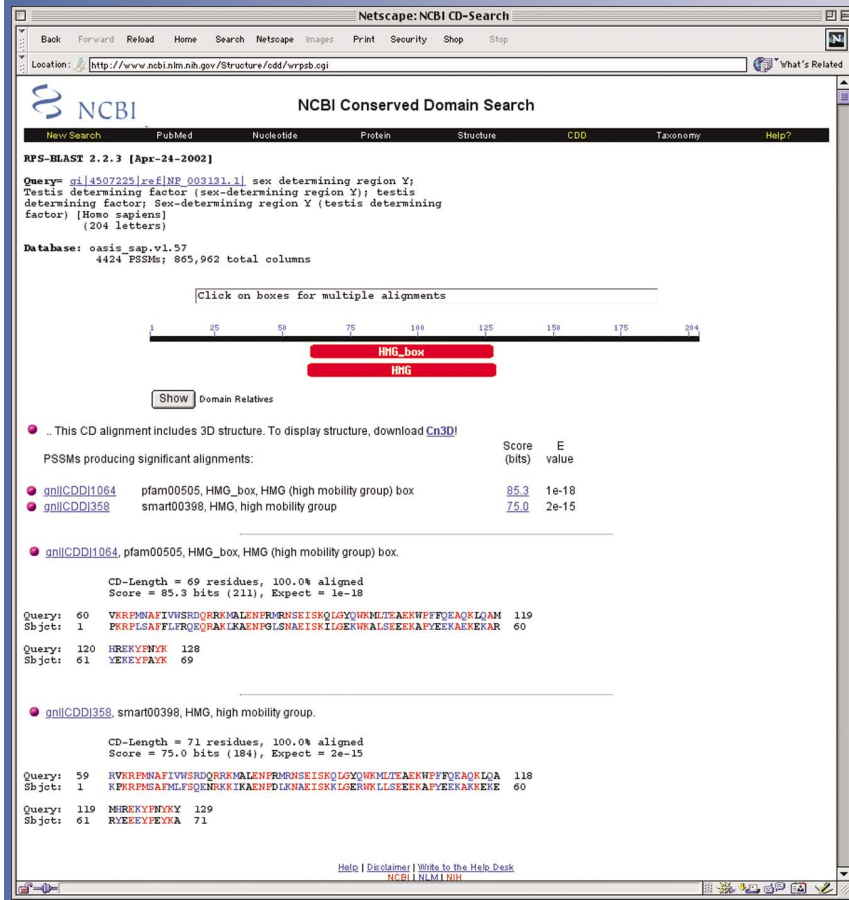 Netscape: NCBI CD-Search
Back Forward Reload Home Search Netscape Images Print Security Shop Stop
N
Location: http://www.ncbi.nlm.nih.gov/Structure/cdd/wrpsb.cgi What's Related
NCBI NCBI Conserved Domain Search
New Search PubMed Nucleotide Protein Structure CDD Taxonomy Help?
RPS-BLAST 2.2.3 [Apr-24-2002]
Query= gi|4507225|ref|NP_003131.1| sex determining region Y;
Testis determining factor (sex-determining region Y); testis
determining factor; Sex-determining region Y (testis determining
factor) [Homo sapiens]
(204 letters)
Database: oasis_sap.v1.57
4424 PSSMs; 865,962 total columns
Click on boxes for multiple alignments
1 25 50 75 100 125 150 175 204
HMG_box
HMG
Show Domain Relatives
.. This CD alignment includes 3D structure. To display structure, download Cn3D!
Score E
PSSMs producing significant alignments: (bits) value
gnl|CDD|1064 pfam00505, HMG_box, HMG (high mobility group) box 85.3 1e-18
gnl|CDD|358 smart00398, HMG, high mobility group 75.0 2e-15
gnl|CDD|1064, pfam00505, HMG_box, HMG (high mobility group) box.
CD-Length = 69 residues, 100.0% aligned
Score = 85.3 bits (211), Expect = 1e-18
Query: 60 VKRPMNAFIVWSRDQRRKMALENPRMRNSEISKQLGYQWKMLTEAEKWPFFQEAQKLQAM 119
Sbjct: 1 PKRPLSAFFLFRQEQRAKLKAENPGLSNAEISKILGEKWKALSEEEKAPYEEKAEKEKAR 60
Query: 120 HREKYPNYK 128
Sbjct: 61 YEKEYPAYK 69
gnl|CDD|358, smart00398, HMG, high mobility group.
CD-Length = 71 residues, 100.0% aligned
Score = 75.0 bits (184), Expect = 2e-15
Query: 59 RVKRPMNAFIVWSRDQRRKMALENPRMRNSEISKQLGYQWKMLTEAEKWPFFQEAQKLQA 118
Sbjct: 1 KPKRPMSAFMLFSQENRKKIKAENPDLKNAEISKKLGERWKLLSEEEKAPYEEKAKKEKE 60
Query: 119 MHREKYPNYKY 129
Sbjct: 61 RYEEEYPEYKA 71
Help | Disclaimer | Write to the Help Desk
NCBI | NLM | NIH